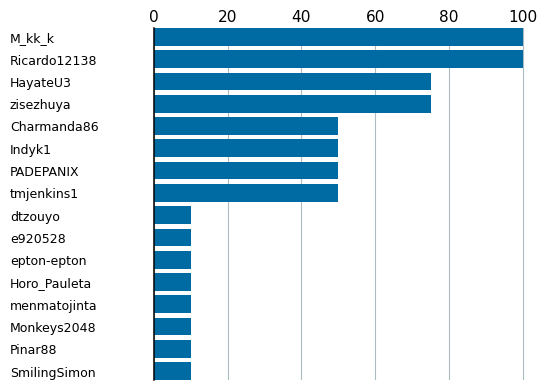 0 20 40 60 80 100
M_kk_k
Ricardo12138
HayateU3
zisezhuya
Charmanda86
Indyk1
PADEPANIX
tmjenkins1
dtzouyo
e920528
epton-epton
Horo_Pauleta
menmatojinta
Monkeys2048
Pinar88
SmilingSimon